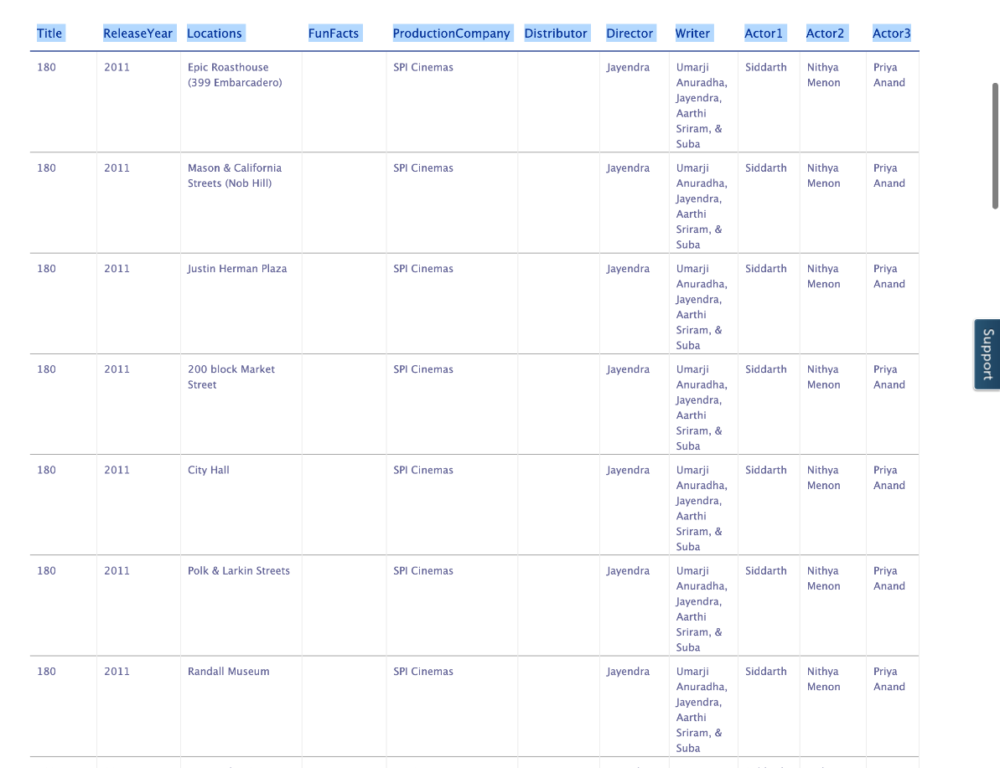 Title ReleaseYear Locations FunFacts ProductionCompany Distributor Director Writer Actor1 Actor2 Actor3
180 2011 Epic Roasthouse SPI Cinemas Jayendra Umarji Siddarth Nithya Priya
(399 Embarcadero) Anuradha, Menon Anand
Jayendra,
Aarthi
Sriram, &
Suba
180 2011 Mason & California SPI Cinemas Jayendra Umarji Siddarth Nithya Priya
Streets (Nob Hill) Anuradha, Menon Anand
Jayendra,
Aarthi
Sriram, &
Suba
180 2011 Justin Herman Plaza SPI Cinemas Jayendra Umarji Siddarth Nithya Priya
Anuradha, Menon Anand
Jayendra,
Aarthi
Sriram, &
Suba
180 2011 200 block Market SPI Cinemas Jayendra Umarji Siddarth Nithya Priya
Street Anuradha, Menon Anand
Jayendra,
Aarthi
Sriram, &
Suba
180 2011 City Hall SPI Cinemas Jayendra Umarji Siddarth Nithya Priya
Anuradha, Menon Anand
Jayendra,
Aarthi
Sriram, &
Suba
180 2011 Polk & Larkin Streets SPI Cinemas Jayendra Umarji Siddarth Nithya Priya
Anuradha, Menon Anand
Jayendra,
Aarthi
Sriram, &
Suba
180 2011 Randall Museum SPI Cinemas Jayendra Umarji Siddarth Nithya Priya
Anuradha, Menon Anand
Jayendra,
Aarthi
Sriram, &
Suba
Support